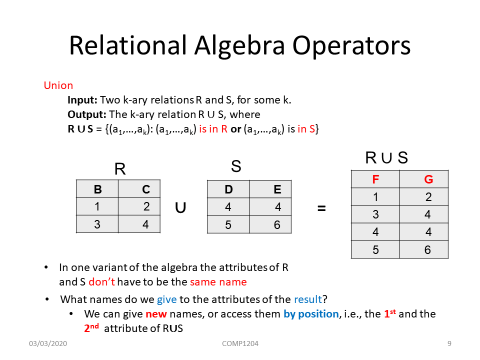 Relational Algebra Operators
Union
Input: Two k-ary relations R and S, for some k.
Output: The k-ary relation R ∪ S, where
R ∪ S = {(a₁,…,aₖ): (a₁,…,aₖ) is in R or (a₁,…,aₖ) is in S}
R
B C
1 2
3 4
∪
S
D E
4 4
5 6
=
R ∪ S
F G
1 2
3 4
4 4
5 6
• In one variant of the algebra the attributes of R
and S don't have to be the same name
• What names do we give to the attributes of the result?
• We can give new names, or access them by position, i.e., the 1st and the
2nd attribute of R∪S
03/03/2020 COMP1204 9